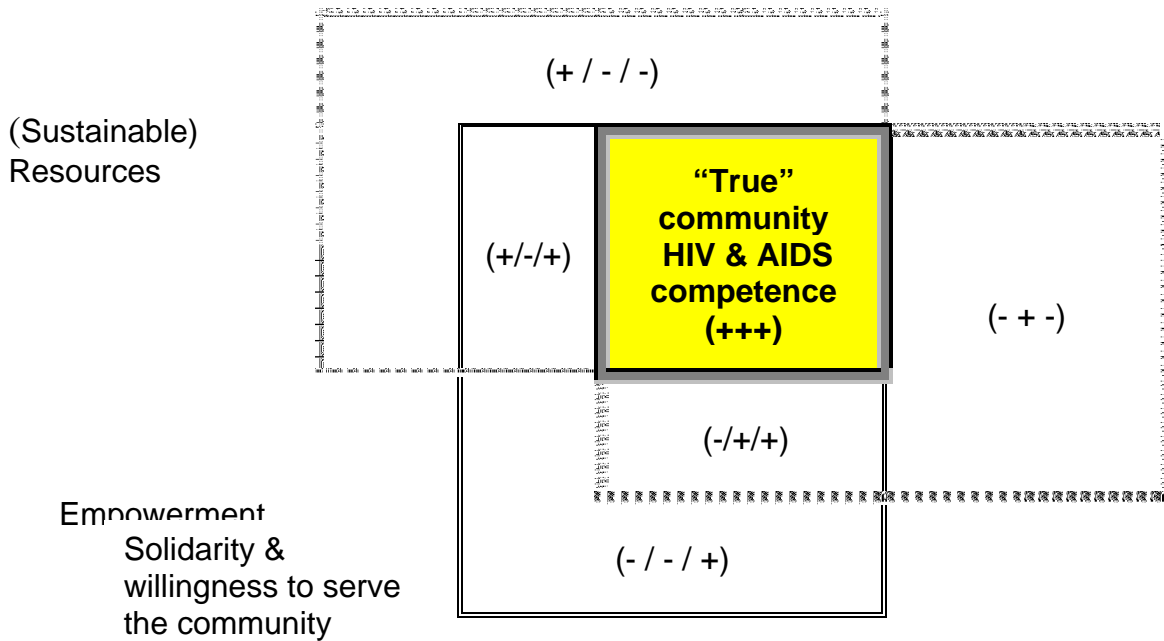 (+ / - / -)
(Sustainable)
Resources
“True”
community
HIV & AIDS
competence
(+++)
(+/-/+)
(- + -)
(-/+/+)
Empowerment
Solidarity &
willingness to serve
the community
(- / - / +)